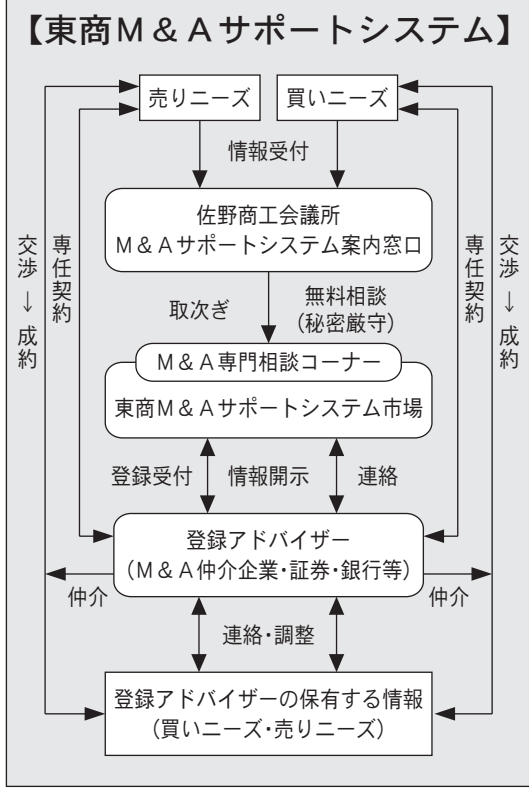 【東商Ｍ＆Ａサポートシステム】
売りニーズ
買いニーズ
情報受付
佐野商工会議所
Ｍ＆Ａサポートシステム案内窓口
交渉→成約
専任契約
専任契約
交渉→成約
取次ぎ
無料相談
（秘密厳守）
Ｍ＆Ａ専門相談コーナー
東商Ｍ＆Ａサポートシステム市場
登録受付
情報開示
連絡
登録アドバイザー
（Ｍ＆Ａ仲介企業・証券・銀行等）
仲介
仲介
連絡・調整
登録アドバイザーの保有する情報
（買いニーズ・売りニーズ）